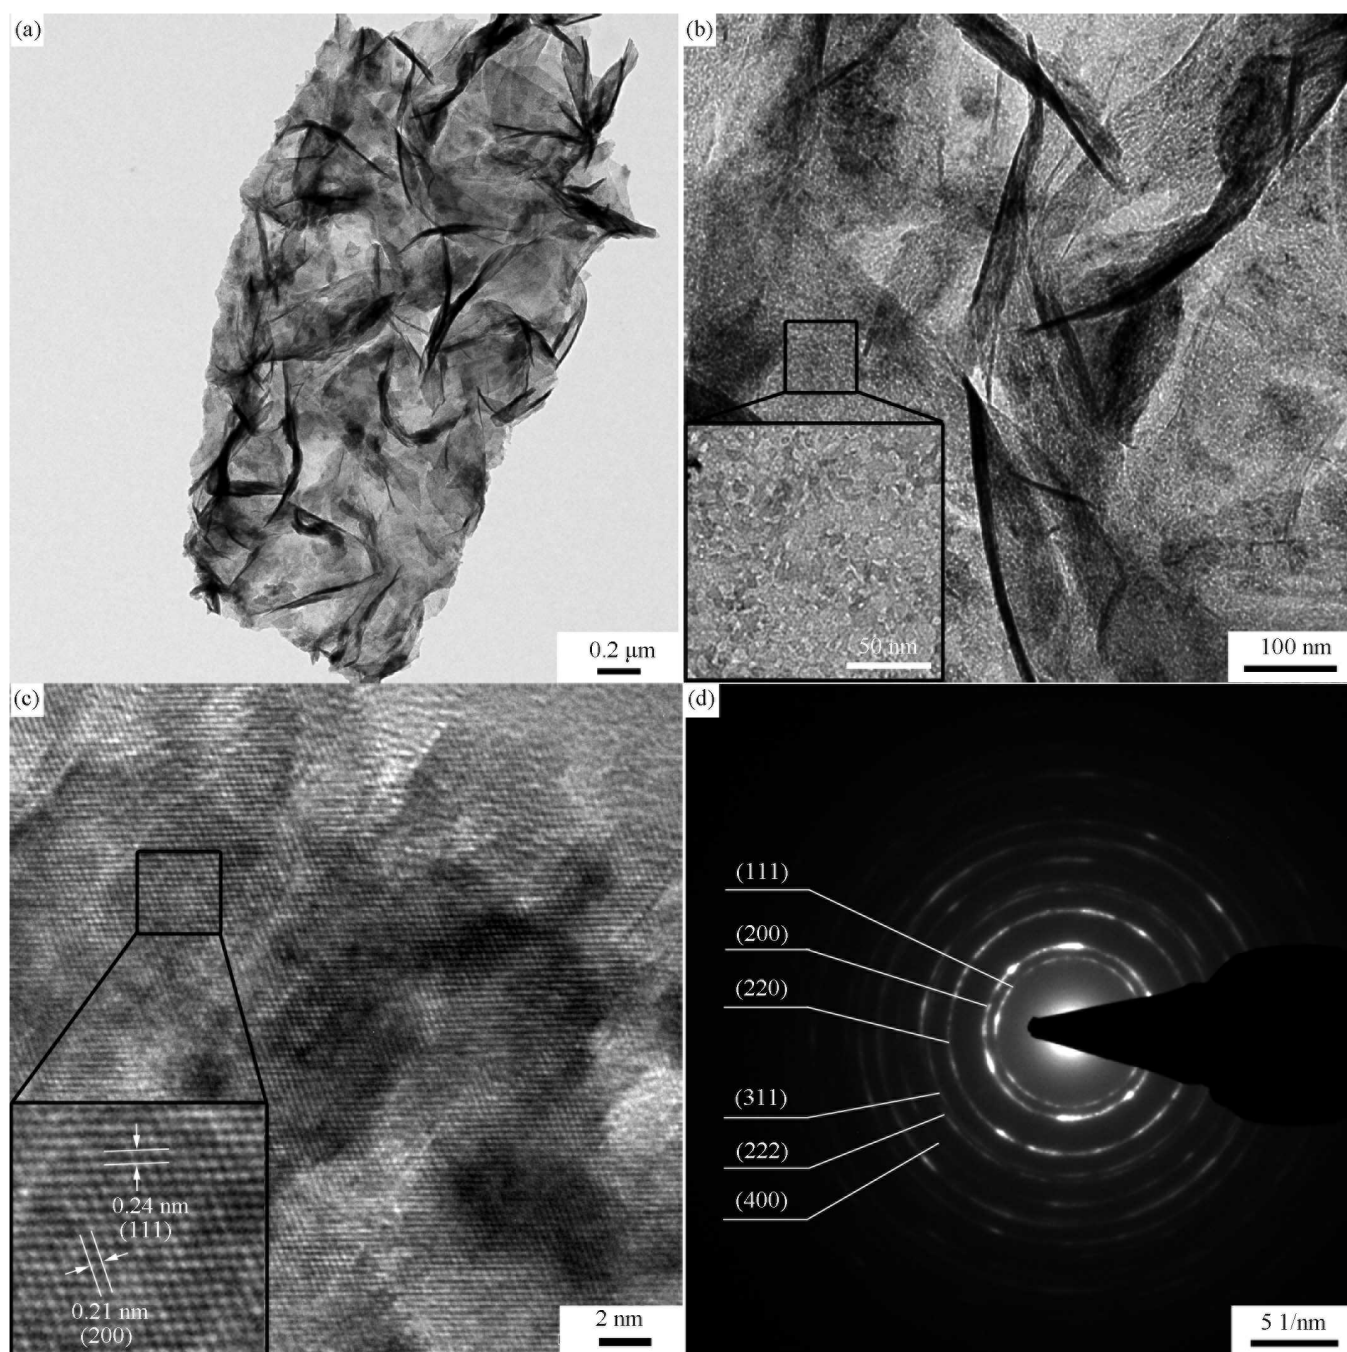 (a)
0.2 μm
(b)
50 nm
100 nm
(c)
0.24 nm
(111)
0.21 nm
(200)
2 nm
(d)
(111)
(200)
(220)
(311)
(222)
(400)
5 1/nm